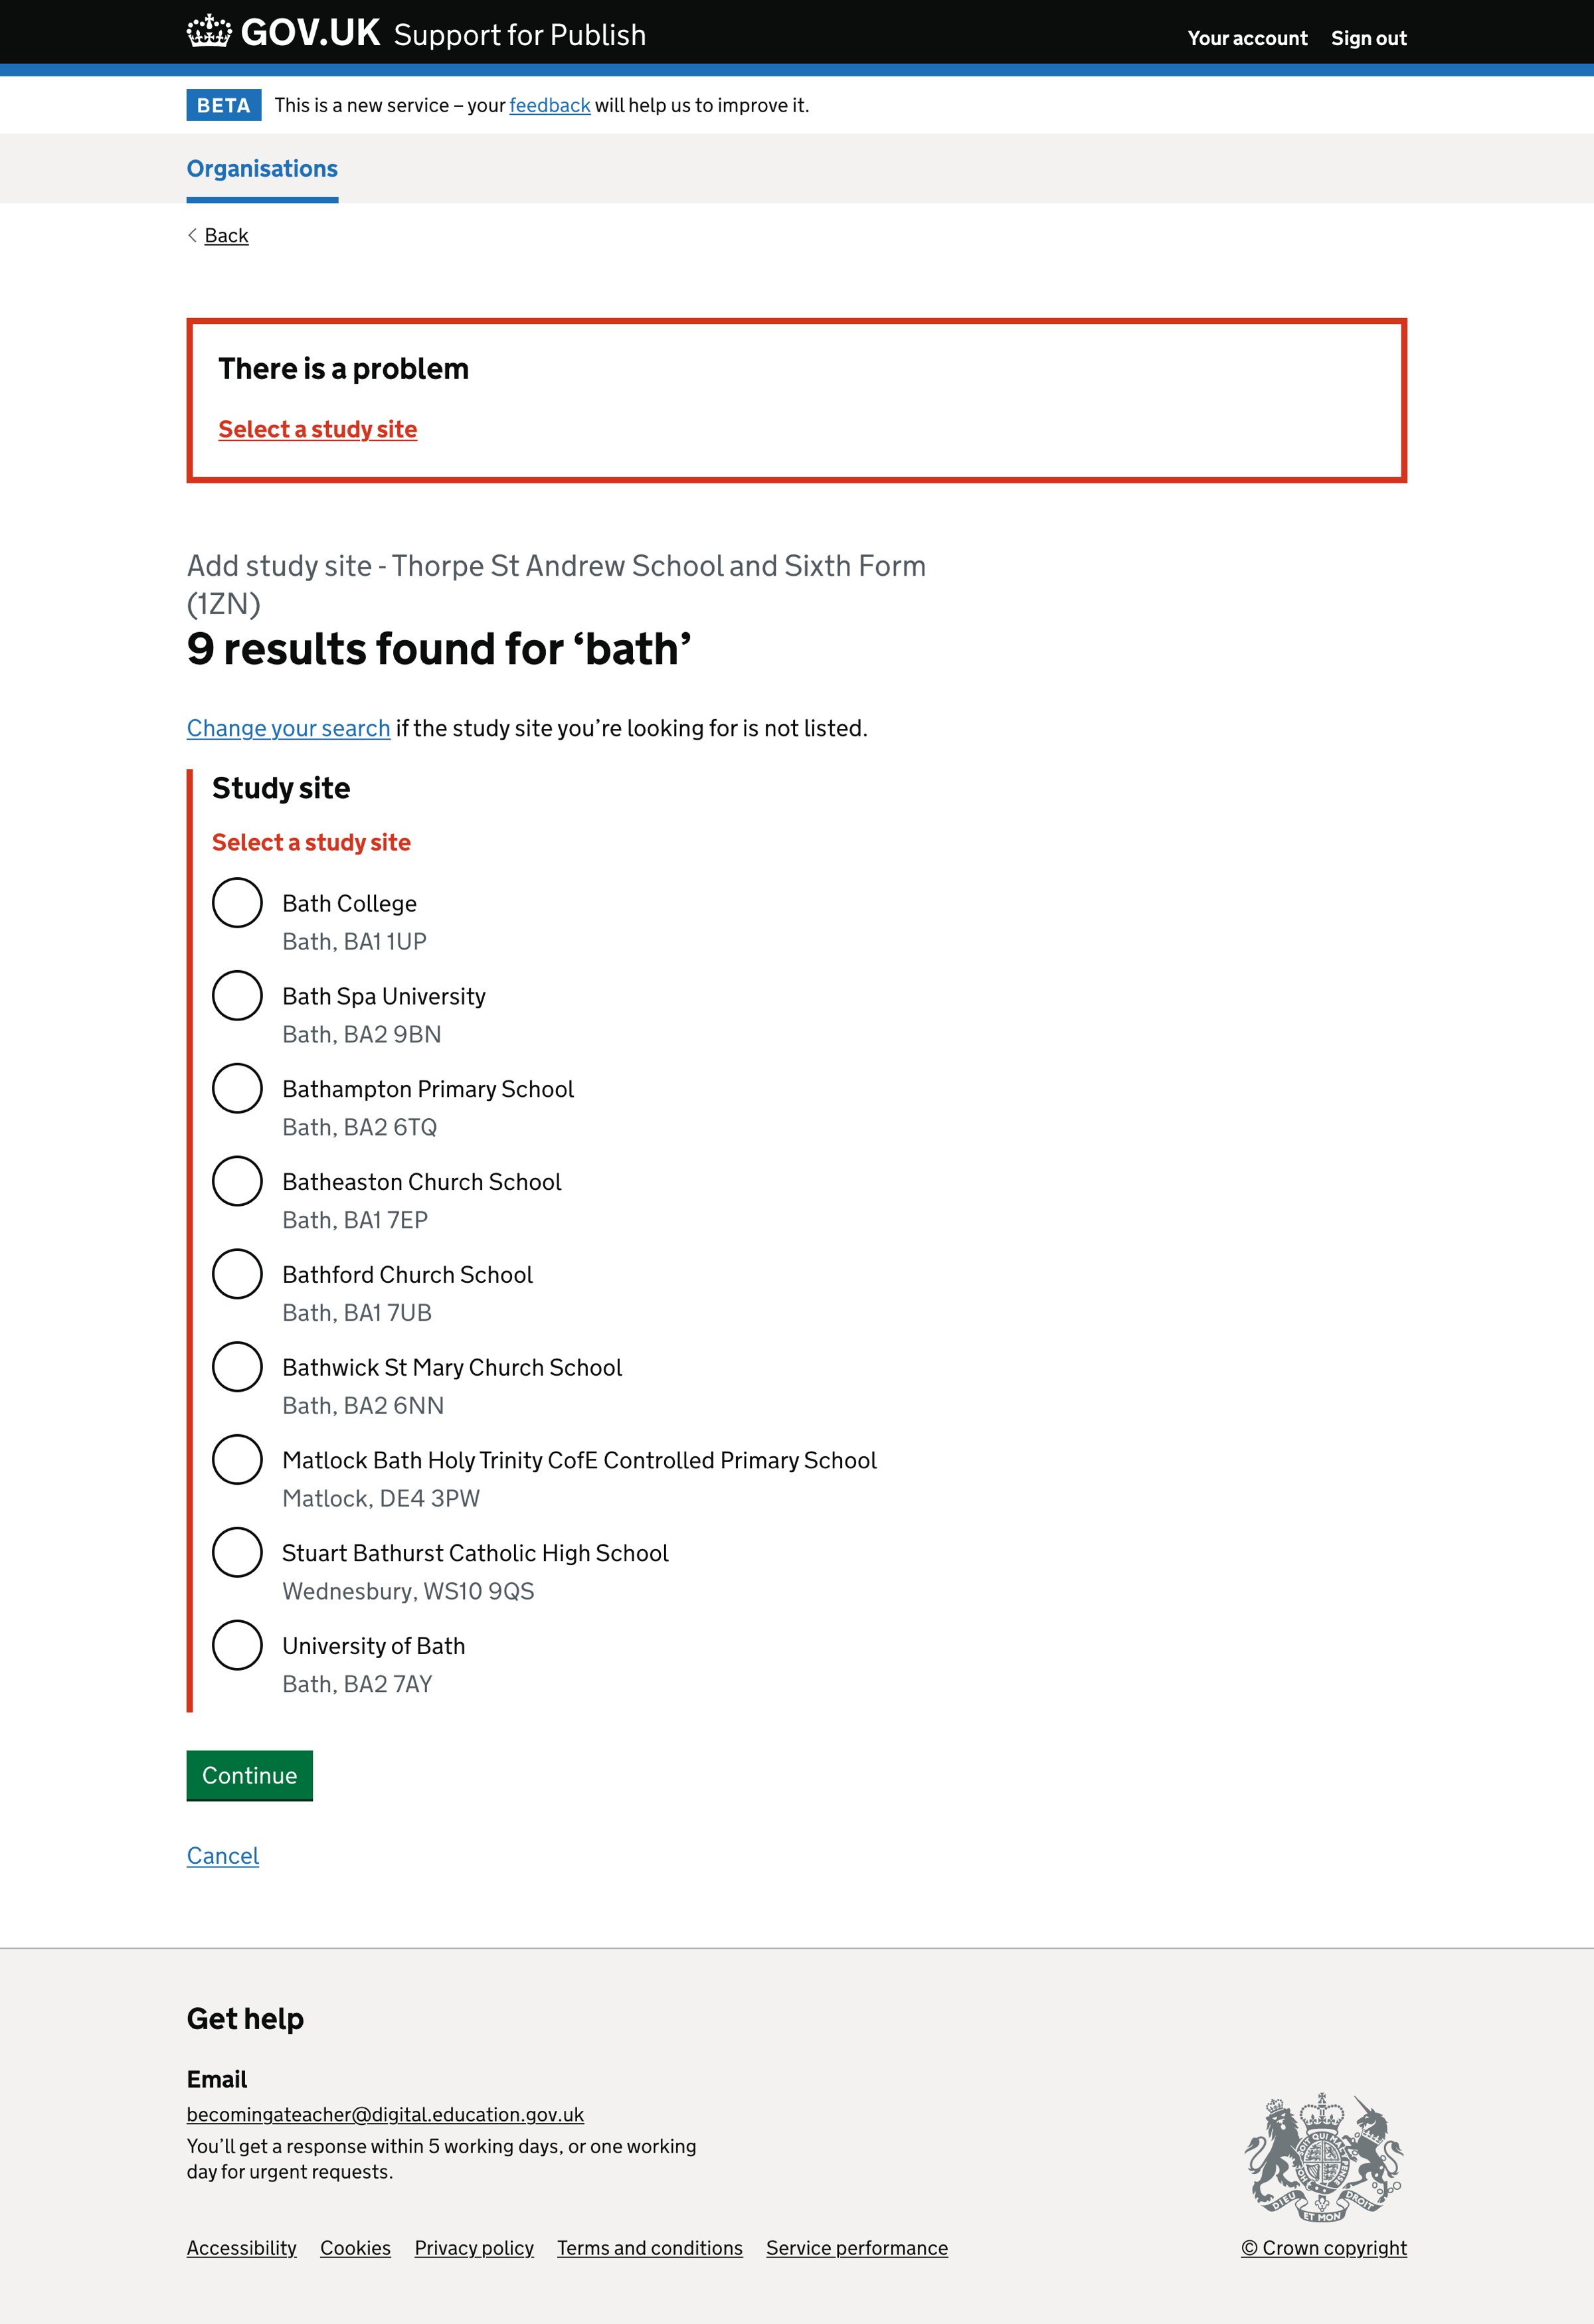 GOV.UK Support for Publish
Your account Sign out
BETA This is a new service – your feedback will help us to improve it.
Organisations
Back
There is a problem
Select a study site
Add study site - Thorpe St Andrew School and Sixth Form
(1ZN)
9 results found for ‘bath’
Change your search if the study site you’re looking for is not listed.
Study site
Select a study site
Bath College
Bath, BA1 1UP
Bath Spa University
Bath, BA2 9BN
Bathampton Primary School
Bath, BA2 6TQ
Batheaston Church School
Bath, BA1 7EP
Bathford Church School
Bath, BA1 7UB
Bathwick St Mary Church School
Bath, BA2 6NN
Matlock Bath Holy Trinity CofE Controlled Primary School
Matlock, DE4 3PW
Stuart Bathurst Catholic High School
Wednesbury, WS10 9QS
University of Bath
Bath, BA2 7AY
Continue
Cancel
Get help
Email
becomingateacher@digital.education.gov.uk
You’ll get a response within 5 working days, or one working
day for urgent requests.
DIEU ET MON DROIT
Accessibility Cookies Privacy policy Terms and conditions Service performance
© Crown copyright